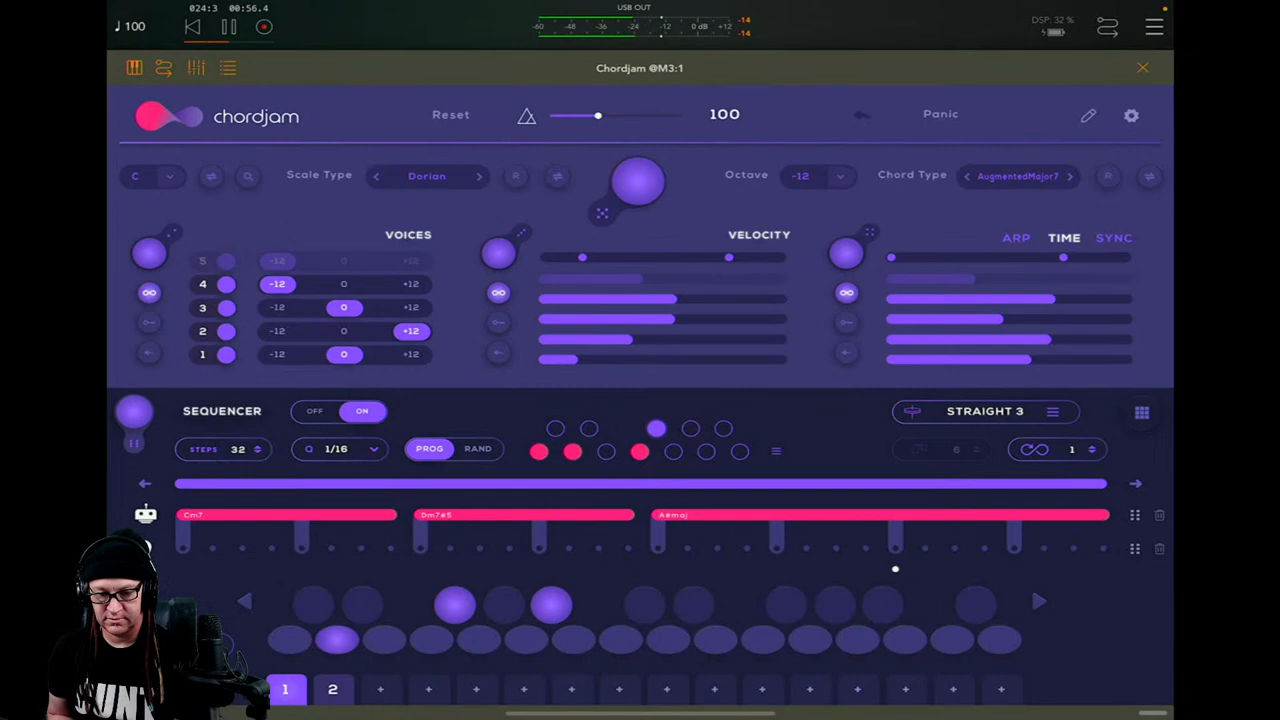 024:3 00:56.4
USB OUT
100
-60 -48 -36 -24 -12 0 dB +12
-14
-14
DSP: 32 %
Chordjam @M3:1
chordjam Reset 100 Panic
C Scale Type Dorian R Octave -12 Chord Type AugmentedMajor7 R
VOICES VELOCITY ARP TIME SYNC
5 -12 0 +12
4 -12 0 +12
3 -12 0 +12
2 -12 0 +12
1 -12 0 +12
SEQUENCER OFF ON STRAIGHT 3
STEPS 32 Q 1/16 PROG RAND 6 1
Cm7 Dm7#5 A#maj
1 2 + + + + + + + + + + + + + +